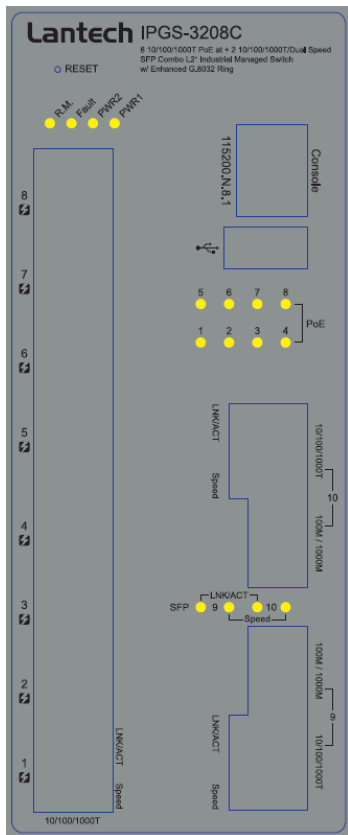 Lantech IPGS-3208C
8 10/100/1000T PoE at + 2 10/100/1000T/Dual Speed
SFP Combo L2+ Industrial Managed Switch
w/ Enhanced G.8032 Ring
RESET
R.M. Fault PWR2 PWR1
115200.N.8.1
Console
8
7
6
5
4
3
2
1
LNK/ACT
Speed
10/100/1000T
5 6 7 8
1 2 3 4
PoE
LNK/ACT
Speed
10/100/1000T
10
100M / 1000M
LNK/ACT
SFP 9 10
Speed
LNK/ACT
Speed
100M / 1000M
9
10/100/1000T